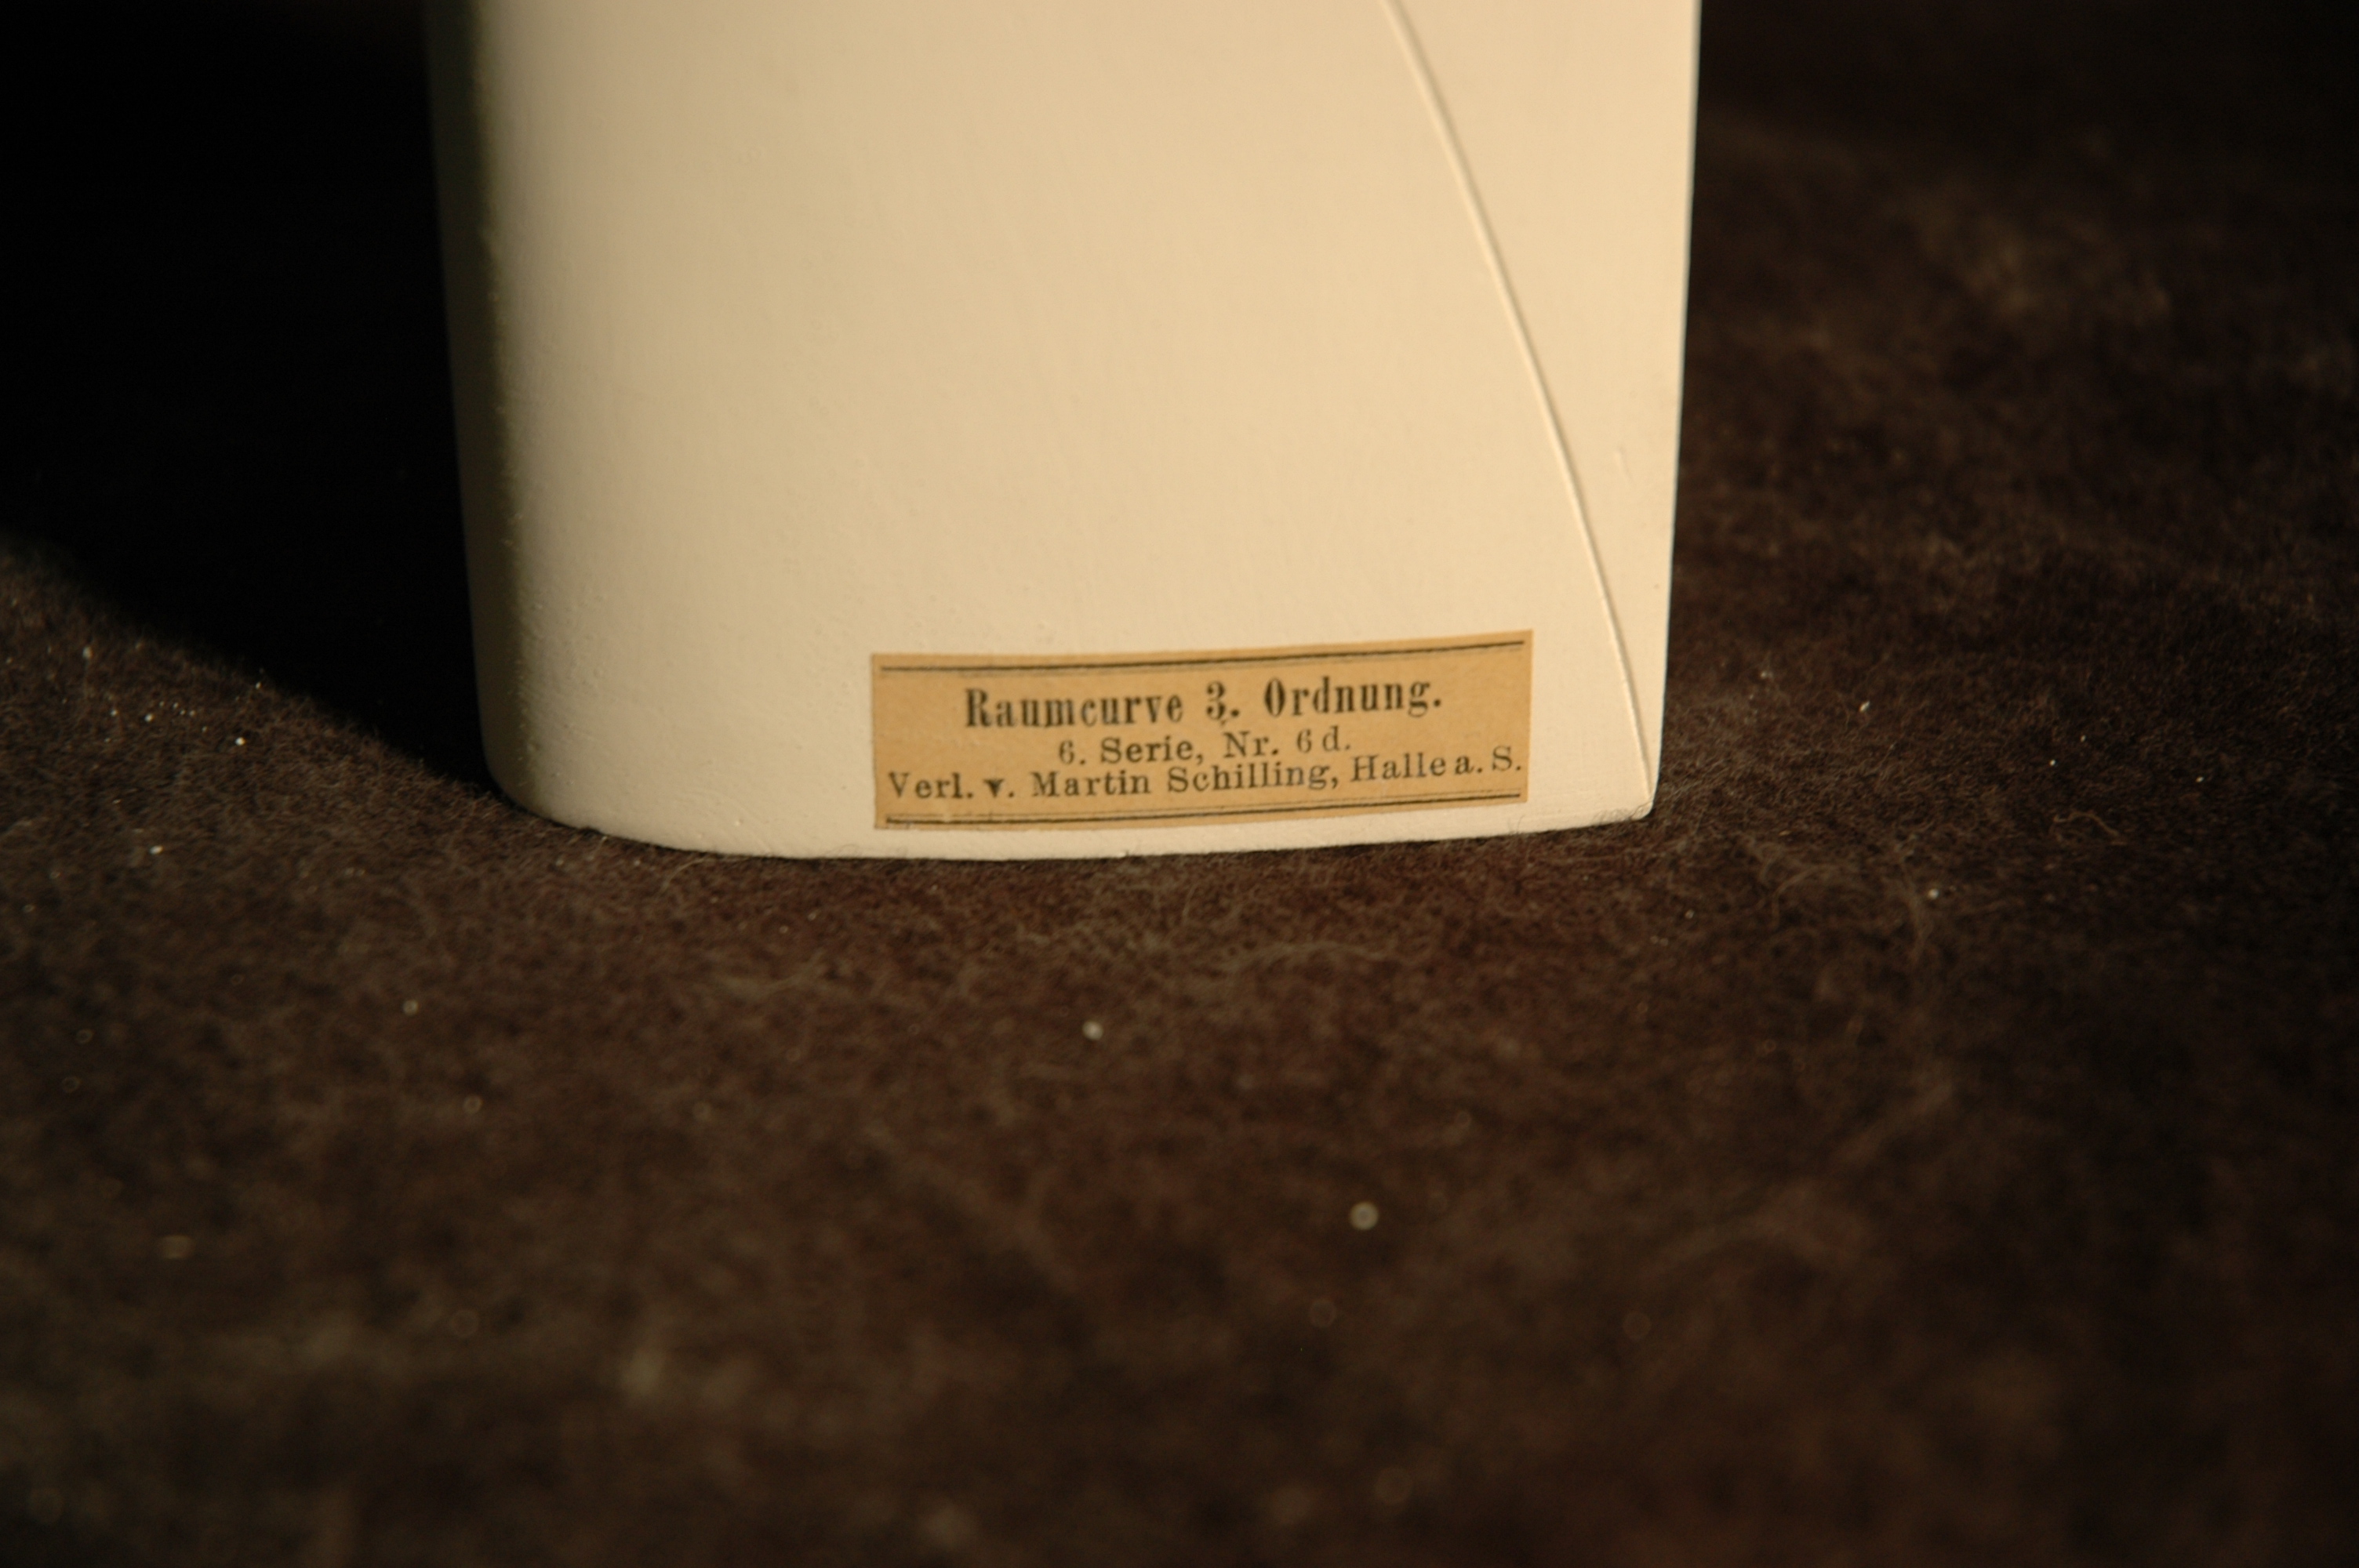 Raumcurve 3. Ordnung.
6. Serie, Nr. 6 d.
Verl. v. Martin Schilling, Halle a. S.